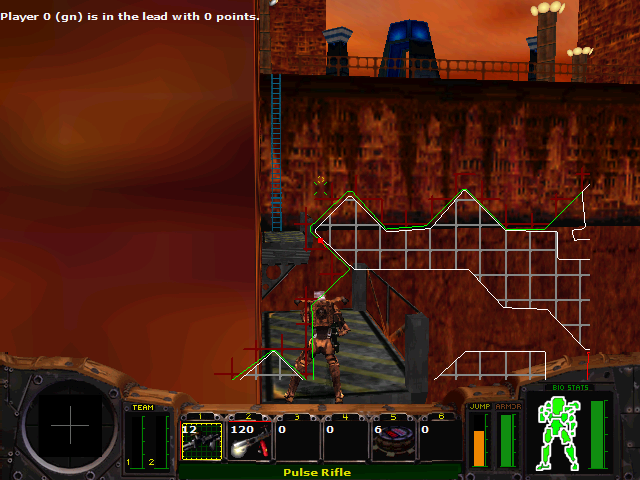 Player 0 (gn) is in the lead with 0 points.
BIO STATS
TEAM
1 2 3 4 5 6
JUMP ARMOR
12 120 0 0 6 0
1 2
Pulse Rifle